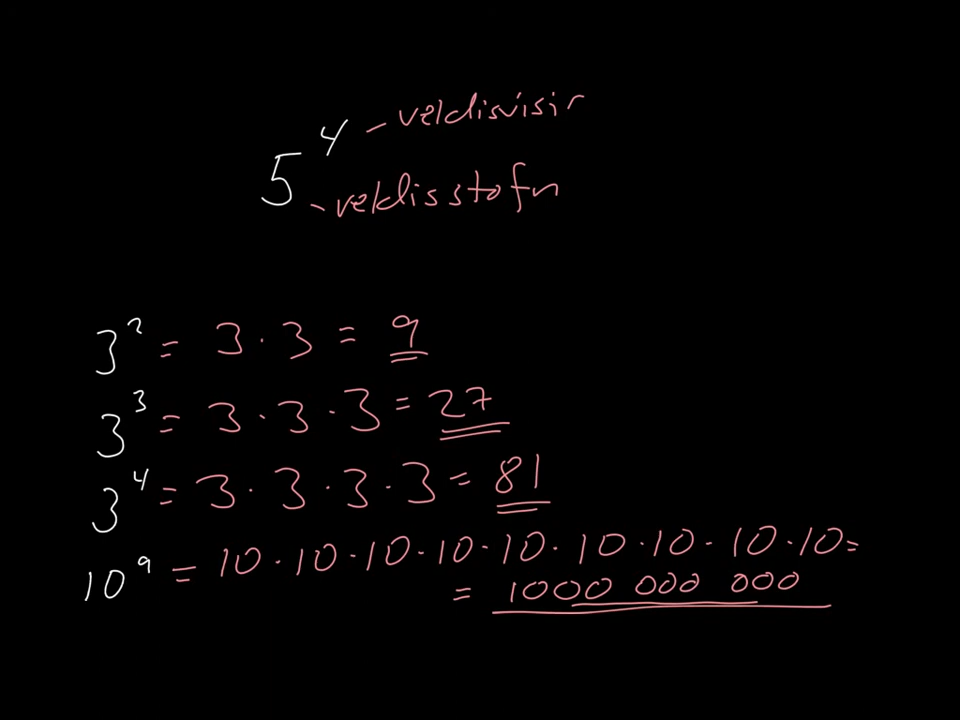 5⁴ - veldisvísir
- veldisstofn
3² = 3 · 3 = 9
3³ = 3 · 3 · 3 = 27
3⁴ = 3 · 3 · 3 · 3 = 81
10⁹ = 10 · 10 · 10 · 10 · 10 · 10 · 10 · 10 · 10 =
= 1000 000 000